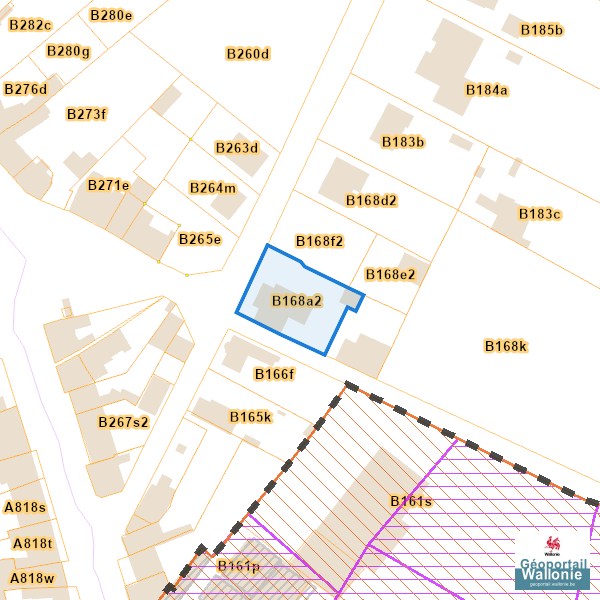 B282c
B280e
B185b
B280g
B260d
B276d
B184a
B273f
B183b
B263d
B271e
B264m
B168d2
B183c
B265e
B168f2
B168e2
B168a2
B168k
B166f
B165k
B267s2
B161s
A818s
A818t
B161p
A818w
Wallonie
Géoportail
Wallonie
geoportail.wallonie.be